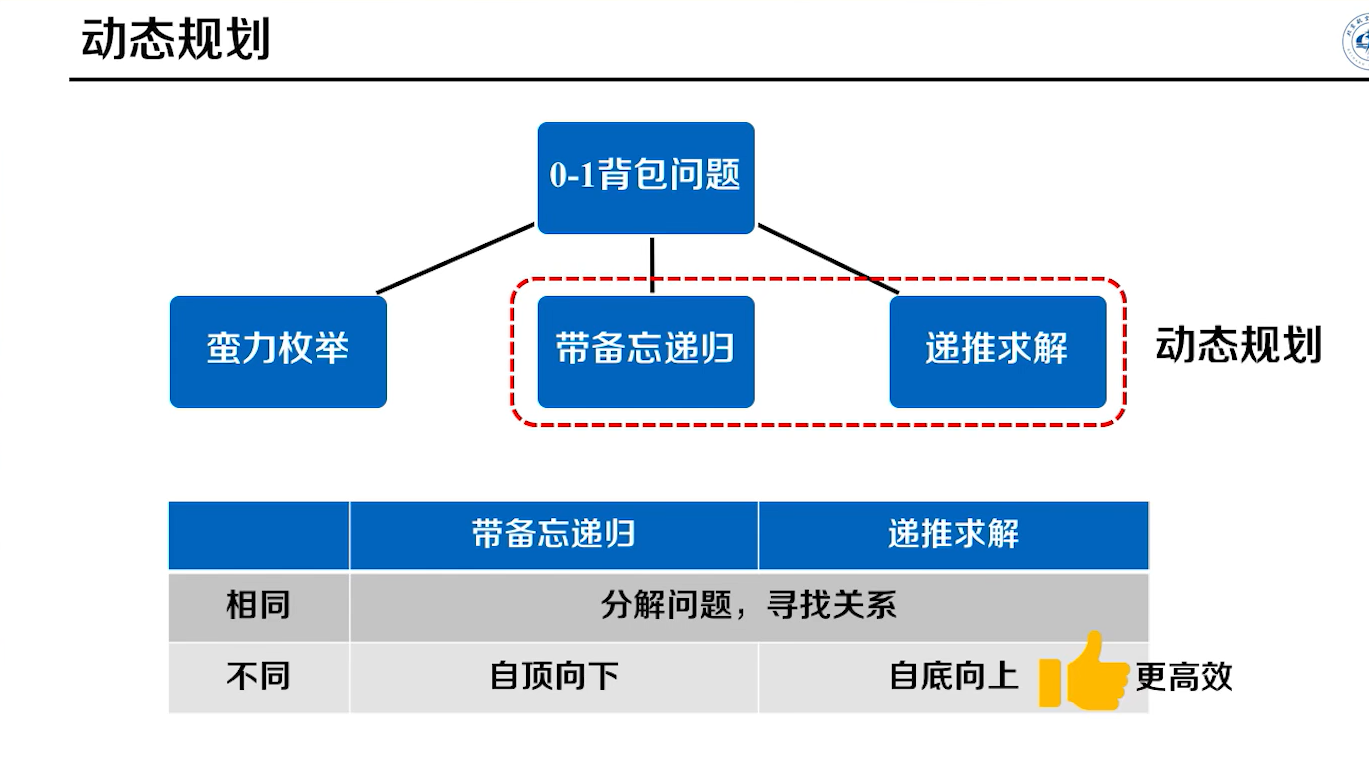 动态规划
0-1背包问题
蛮力枚举
带备忘递归
递推求解
动态规划
带备忘递归
递推求解
相同
分解问题，寻找关系
不同
自顶向下
自底向上
更高效